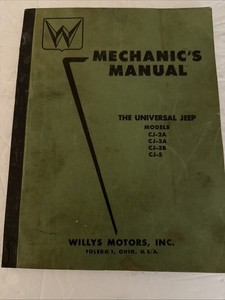 W
MECHANIC'S
MANUAL
THE UNIVERSAL JEEP
MODELS
CJ-2A
CJ-3A
CJ-3B
CJ-5
WILLYS MOTORS, INC.
TOLEDO 1, OHIO, U.S.A.